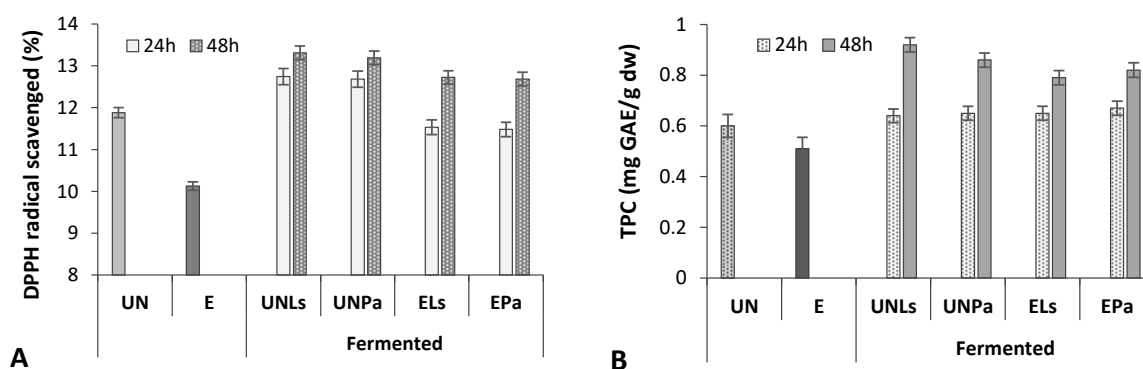 DPPH radical scavenged (%)
14
13
12
11
10
9
8
24h 48h
UN E UNLs UNPa ELs EPa
Fermented
A
TPC (mg GAE/g dw)
1
0.8
0.6
0.4
0.2
0
24h 48h
UN E UNLs UNPa ELs EPa
Fermented
B